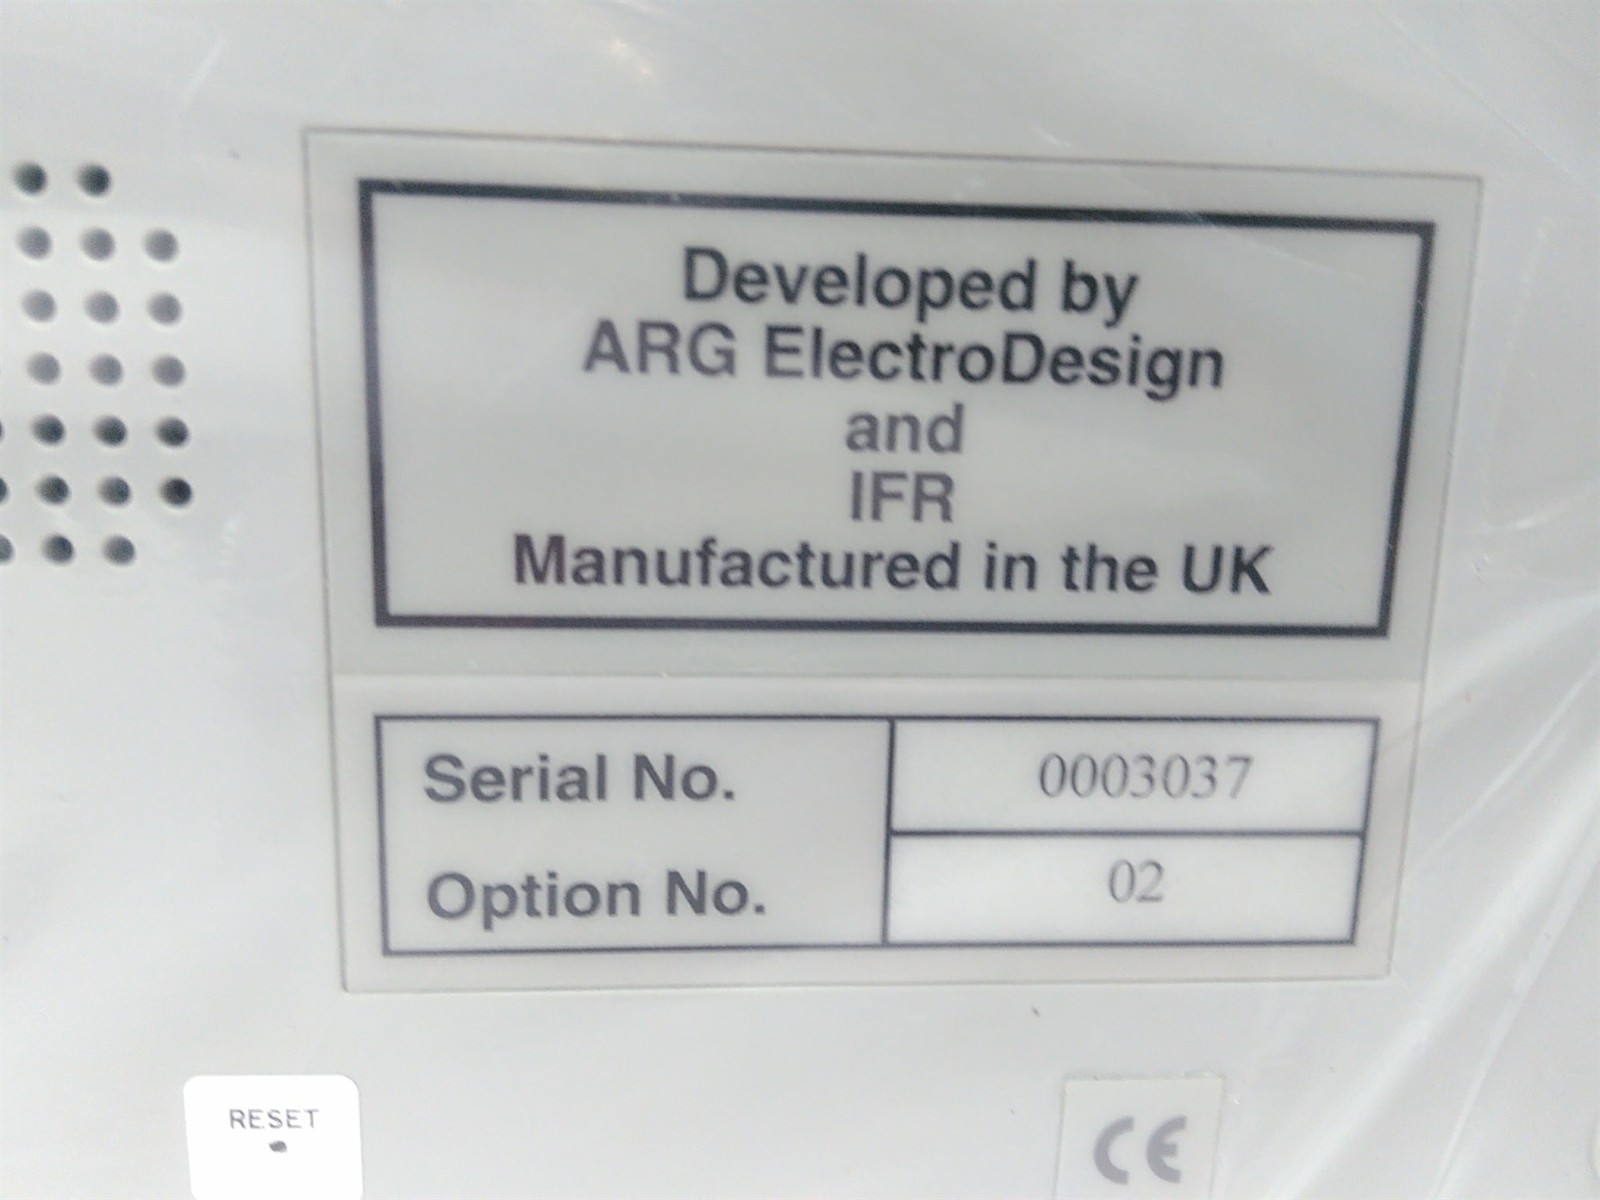 Developed by
ARG ElectroDesign
and
IFR
Manufactured in the UK
Serial No. 0003037
Option No. 02
RESET
CE